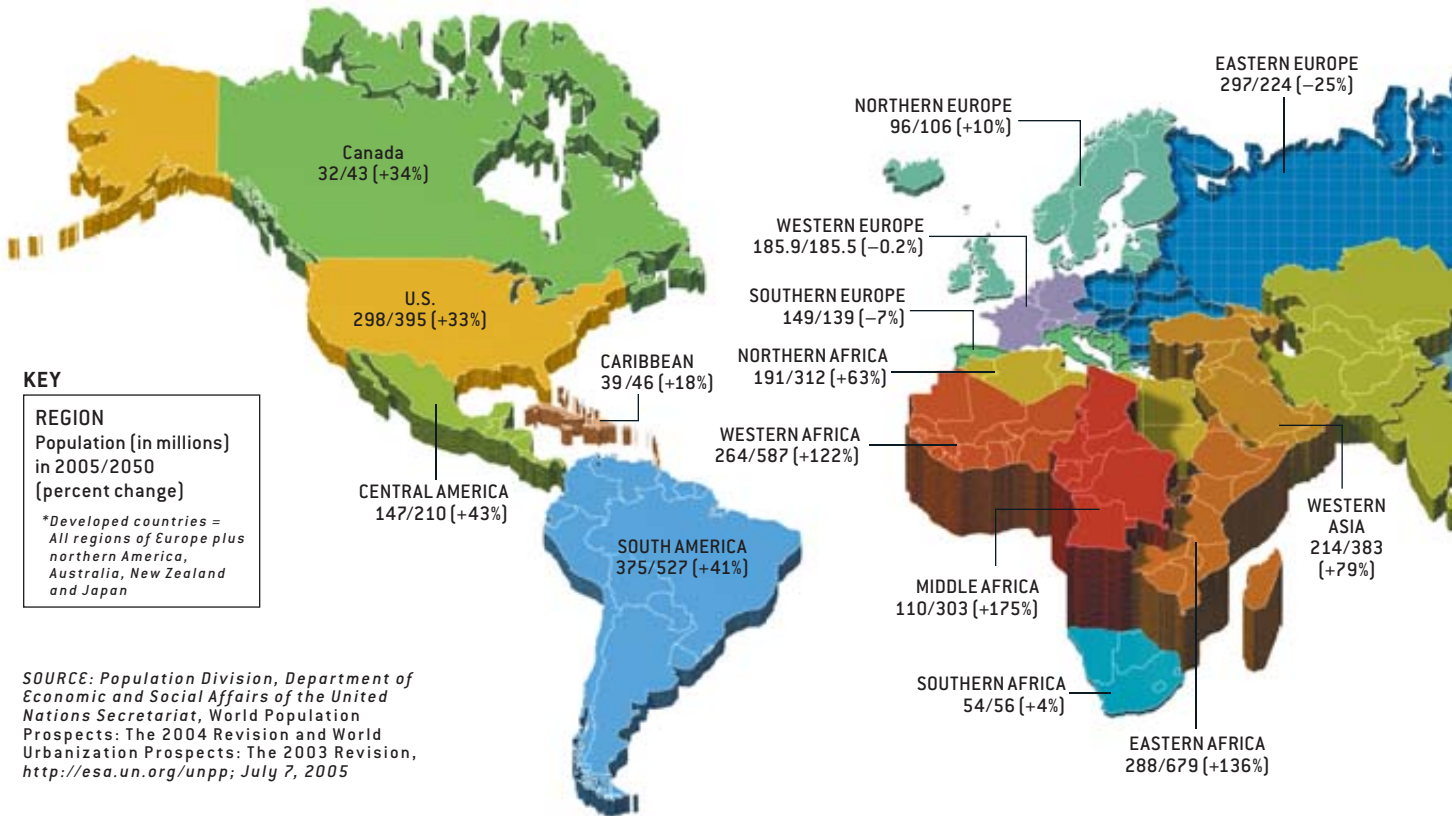 Canada
32/43 (+34%)
U.S.
298/395 (+33%)
CARIBBEAN
39/46 (+18%)
CENTRAL AMERICA
147/210 (+43%)
SOUTH AMERICA
375/527 (+41%)
KEY
REGION
Population (in millions)
in 2005/2050
(percent change)
*Developed countries =
All regions of Europe plus
northern America,
Australia, New Zealand
and Japan
SOURCE: Population Division, Department of
Economic and Social Affairs of the United
Nations Secretariat, World Population
Prospects: The 2004 Revision and World
Urbanization Prospects: The 2003 Revision,
http://esa.un.org/unpp; July 7, 2005
EASTERN EUROPE
297/224 (–25%)
NORTHERN EUROPE
96/106 (+10%)
WESTERN EUROPE
185.9/185.5 (–0.2%)
SOUTHERN EUROPE
149/139 (–7%)
NORTHERN AFRICA
191/312 (+63%)
WESTERN AFRICA
264/587 (+122%)
WESTERN
ASIA
214/383
(+79%)
MIDDLE AFRICA
110/303 (+175%)
SOUTHERN AFRICA
54/56 (+4%)
EASTERN AFRICA
288/679 (+136%)